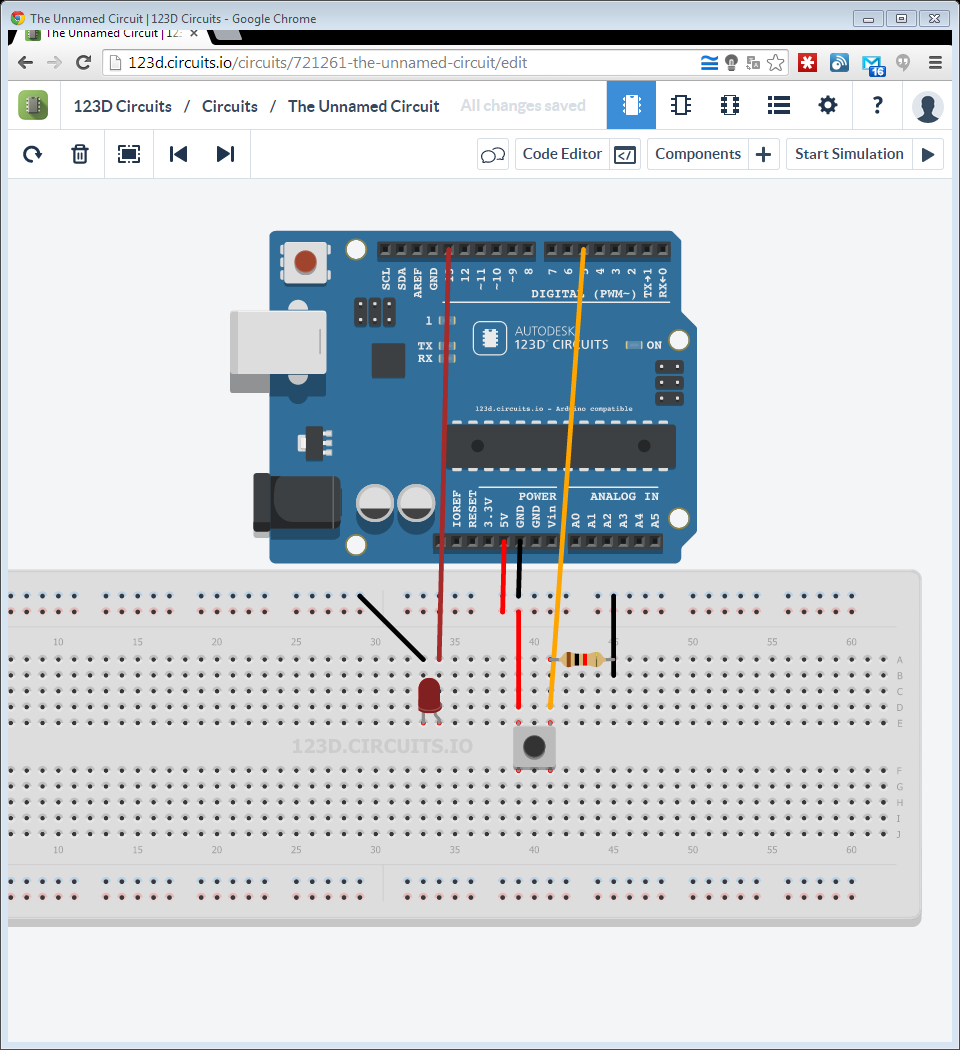 The Unnamed Circuit | 123D Circuits - Google Chrome
The Unnamed Circuit | 12
123d.circuits.io/circuits/721261-the-unnamed-circuit/edit
16
123D Circuits / Circuits / The Unnamed Circuit All changes saved
?
Code Editor </> Components + Start Simulation
SCL SDA AREF GND 13 12 ~11 ~10 ~9 8 7 6 5 4 3 2 TX→1 RX←0
DIGITAL (PWM~)
1
AUTODESK
TX 123D CIRCUITS ON
RX
123d.circuits.io - Arduino compatible
POWER ANALOG IN
IOREF RESET 3.3V 5V GND GND Vin A0 A1 A2 A3 A4 A5
10 15 20 25 30 35 40 45 50 55 60
A
B
C
D
E
123D.CIRCUITS.IO
F
G
H
I
J
10 15 20 25 30 35 40 45 50 55 60